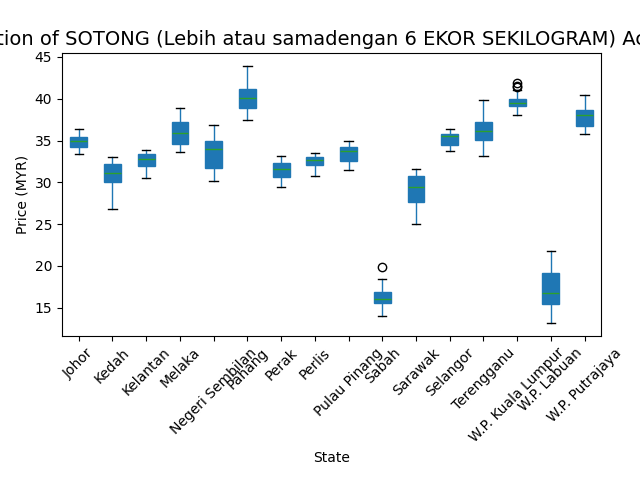 tion of SOTONG (Lebih atau samadengan 6 EKOR SEKILOGRAM) Ac
45
40
35
30
25
20
15
Price (MYR)
Johor
Kedah
Kelantan
Melaka
Negeri Sembilan
Pahang
Perak
Perlis
Pulau Pinang
Sabah
Sarawak
Selangor
Terengganu
W.P. Kuala Lumpur
W.P. Labuan
W.P. Putrajaya
State